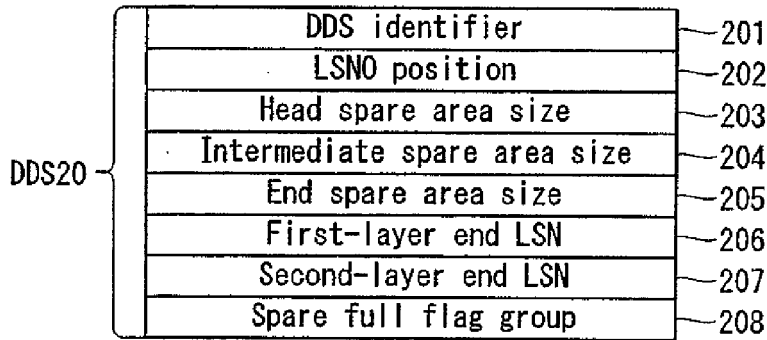 DDS identifier 201
LSN0 position 202
Head spare area size 203
Intermediate spare area size 204
DDS20
End spare area size 205
First-layer end LSN 206
Second-layer end LSN 207
Spare full flag group 208